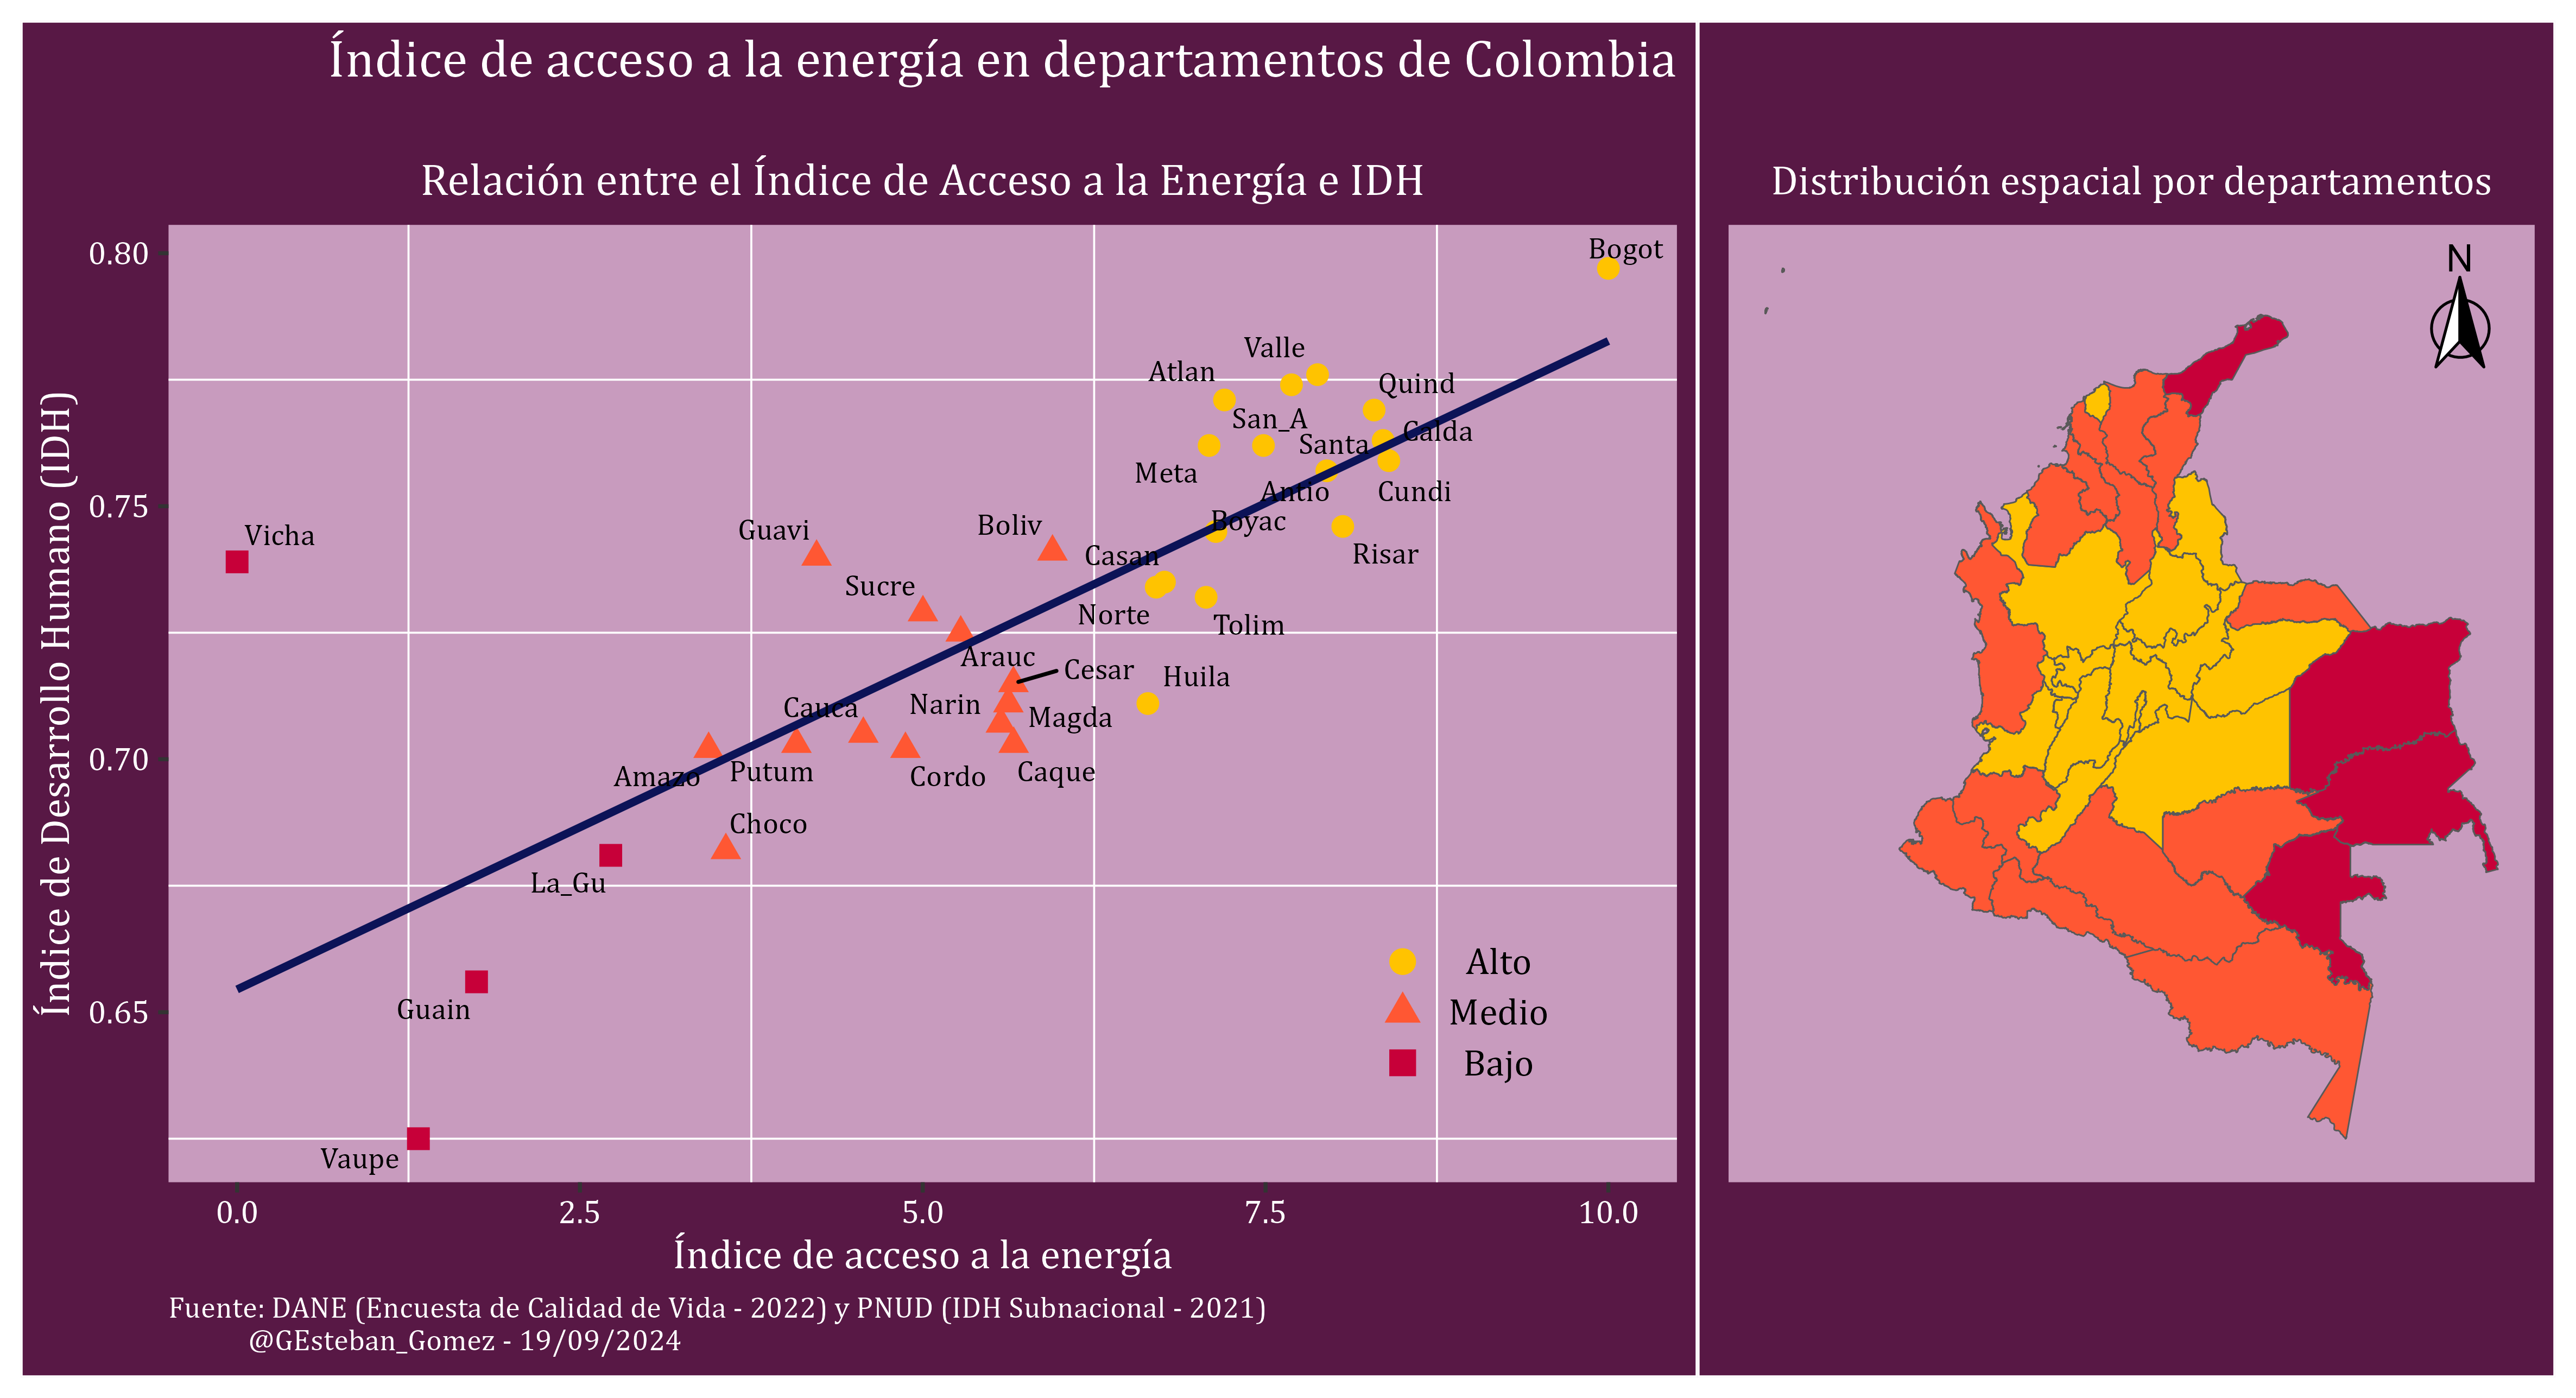 Índice de acceso a la energía en departamentos de Colombia
Relación entre el Índice de Acceso a la Energía e IDH
Distribución espacial por departamentos
Índice de Desarrollo Humano (IDH)
0.80
0.75
0.70
0.65
Bogot
Valle
Atlan
Quind
San_A
Calda
Santa
Meta
Antio
Cundi
Boyac
Risar
Vicha
Guavi
Boliv
Casan
Sucre
Norte
Tolim
Arauc
Cesar
Huila
Cauca
Narin
Magda
Amazo
Putum
Cordo
Caque
Choco
La_Gu
Guain
Vaupe
Alto
Medio
Bajo
N
0.0
2.5
5.0
7.5
10.0
Índice de acceso a la energía
Fuente: DANE (Encuesta de Calidad de Vida - 2022) y PNUD (IDH Subnacional - 2021)
@GEsteban_Gomez - 19/09/2024